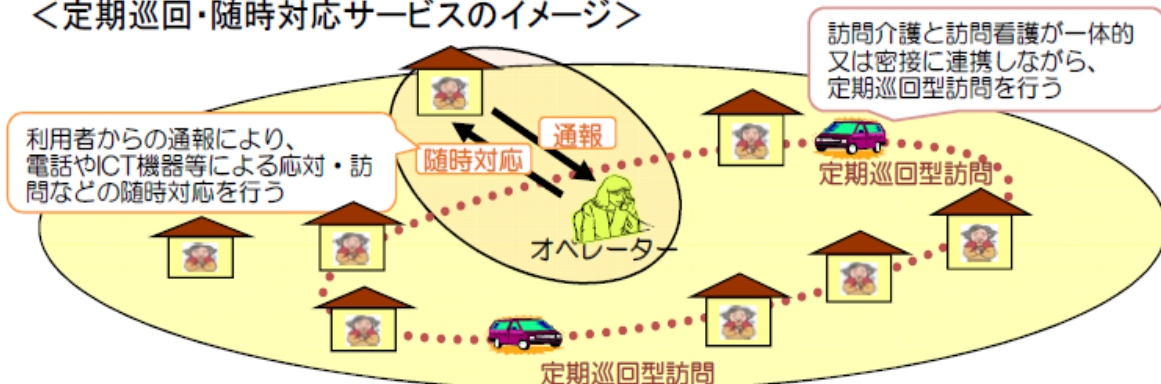 ＜定期巡回・随時対応サービスのイメージ＞
訪問介護と訪問看護が一体的
又は密接に連携しながら、
定期巡回型訪問を行う
利用者からの通報により、
電話やICT機器等による応対・訪
問などの随時対応を行う
通報
随時対応
定期巡回型訪問
オペレーター
定期巡回型訪問